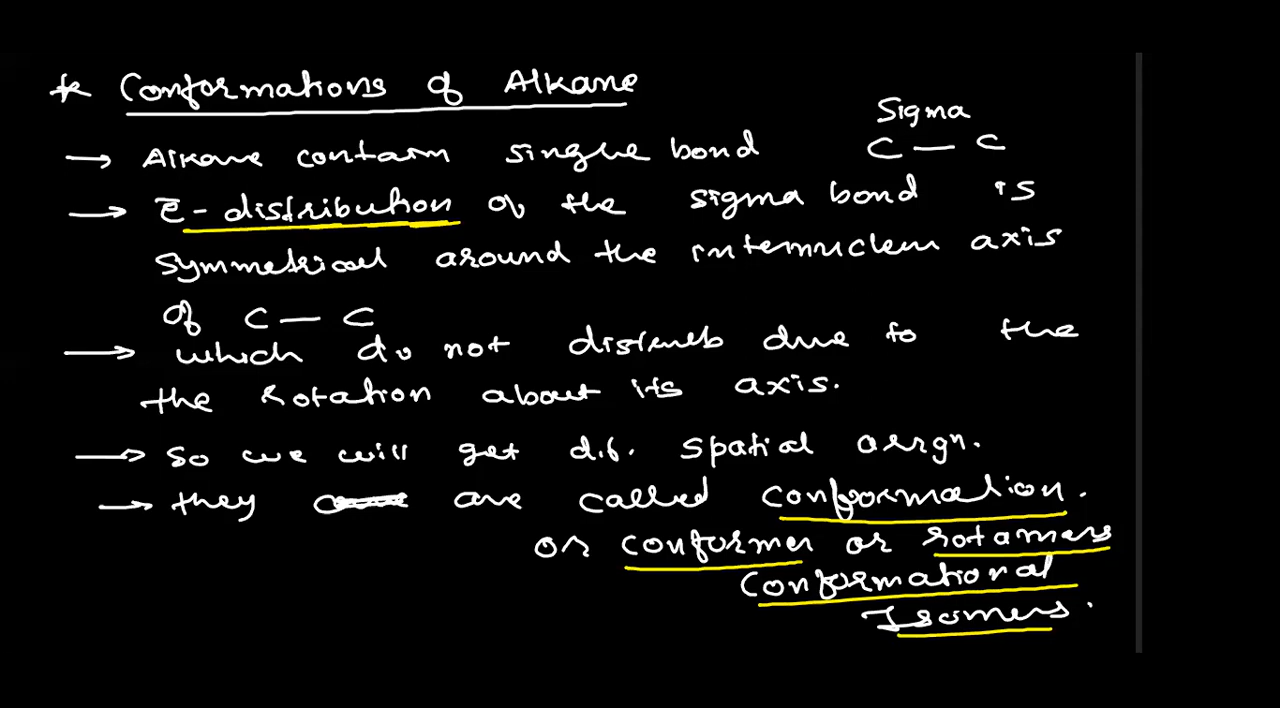 * Conformations of Alkane
Sigma
→ Alkane contain single bond C — C
→ e̅ - distribution of the sigma bond is
symmetrical around the internuclear axis
of C — C
→ which do not disturb due to the
the rotation about its axis.
→ so we will get dif. spatial arrgn.
→ they are called conformation.
or conformer or rotamers
Conformational
Isomers.